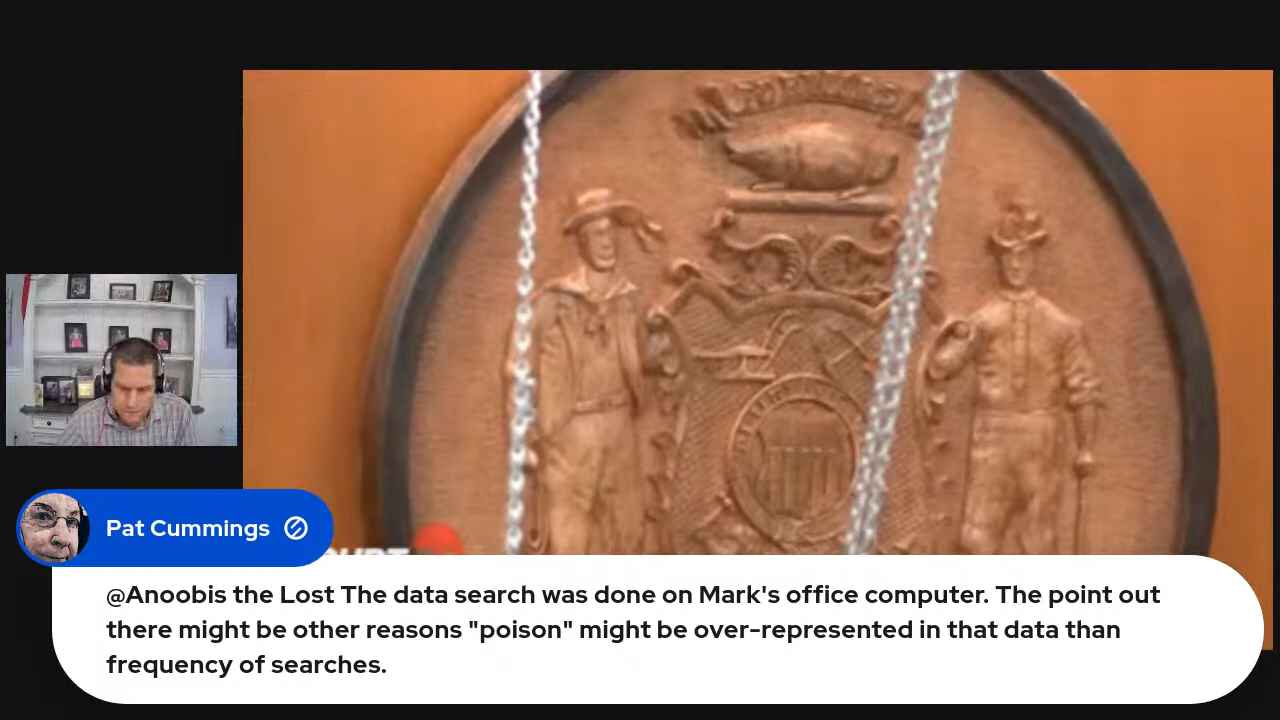 Pat Cummings
@Anoobis the Lost The data search was done on Mark's office computer. The point out
there might be other reasons "poison" might be over-represented in that data than
frequency of searches.